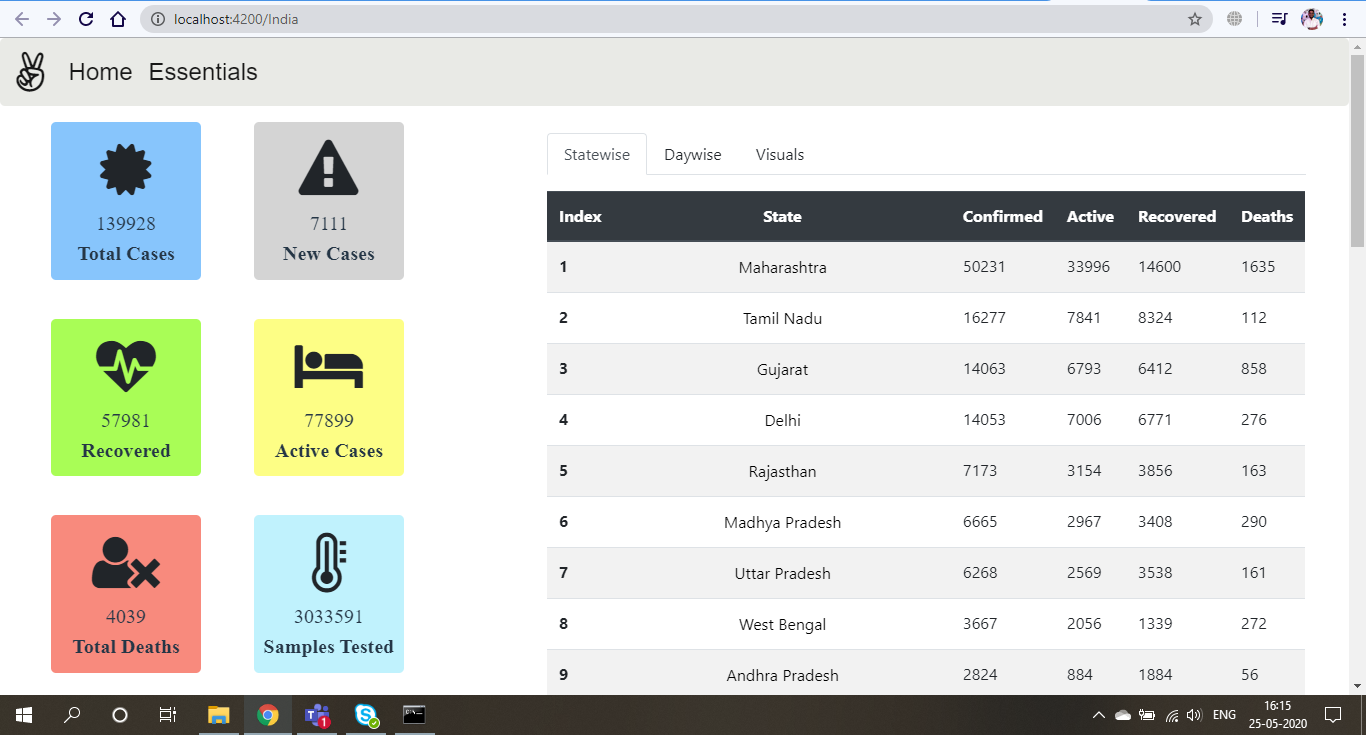 localhost:4200/India
Home Essentials
139928
Total Cases
7111
New Cases
57981
Recovered
77899
Active Cases
4039
Total Deaths
3033591
Samples Tested
Statewise Daywise Visuals
Index State Confirmed Active Recovered Deaths
1 Maharashtra 50231 33996 14600 1635
2 Tamil Nadu 16277 7841 8324 112
3 Gujarat 14063 6793 6412 858
4 Delhi 14053 7006 6771 276
5 Rajasthan 7173 3154 3856 163
6 Madhya Pradesh 6665 2967 3408 290
7 Uttar Pradesh 6268 2569 3538 161
8 West Bengal 3667 2056 1339 272
9 Andhra Pradesh 2824 884 1884 56
T 1
S
ENG
16:15
25-05-2020